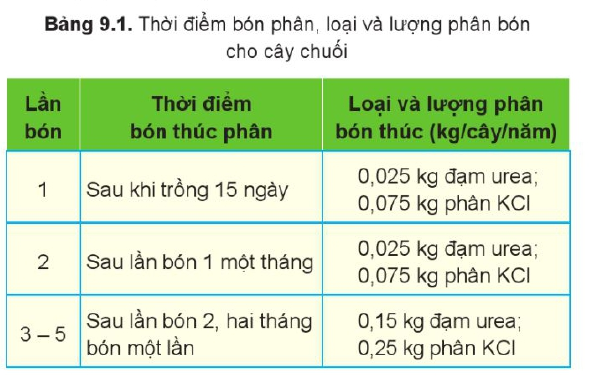 Bảng 9.1. Thời điểm bón phân, loại và lượng phân bón
cho cây chuối
Lần
bón
Thời điểm
bón thúc phân
Loại và lượng phân
bón thúc (kg/cây/năm)
1
Sau khi trồng 15 ngày
0,025 kg đạm urea;
0,075 kg phân KCl
2
Sau lần bón 1 một tháng
0,025 kg đạm urea;
0,075 kg phân KCl
3 – 5
Sau lần bón 2, hai tháng
bón một lần
0,15 kg đạm urea;
0,25 kg phân KCl